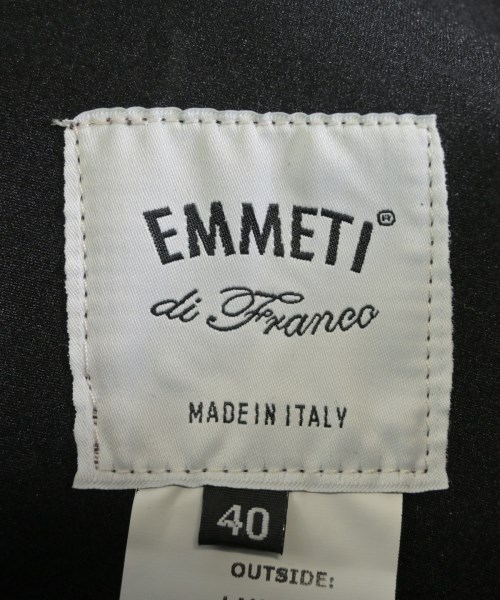 EMMETI®
di Franco
MADE IN ITALY
40
OUTSIDE: